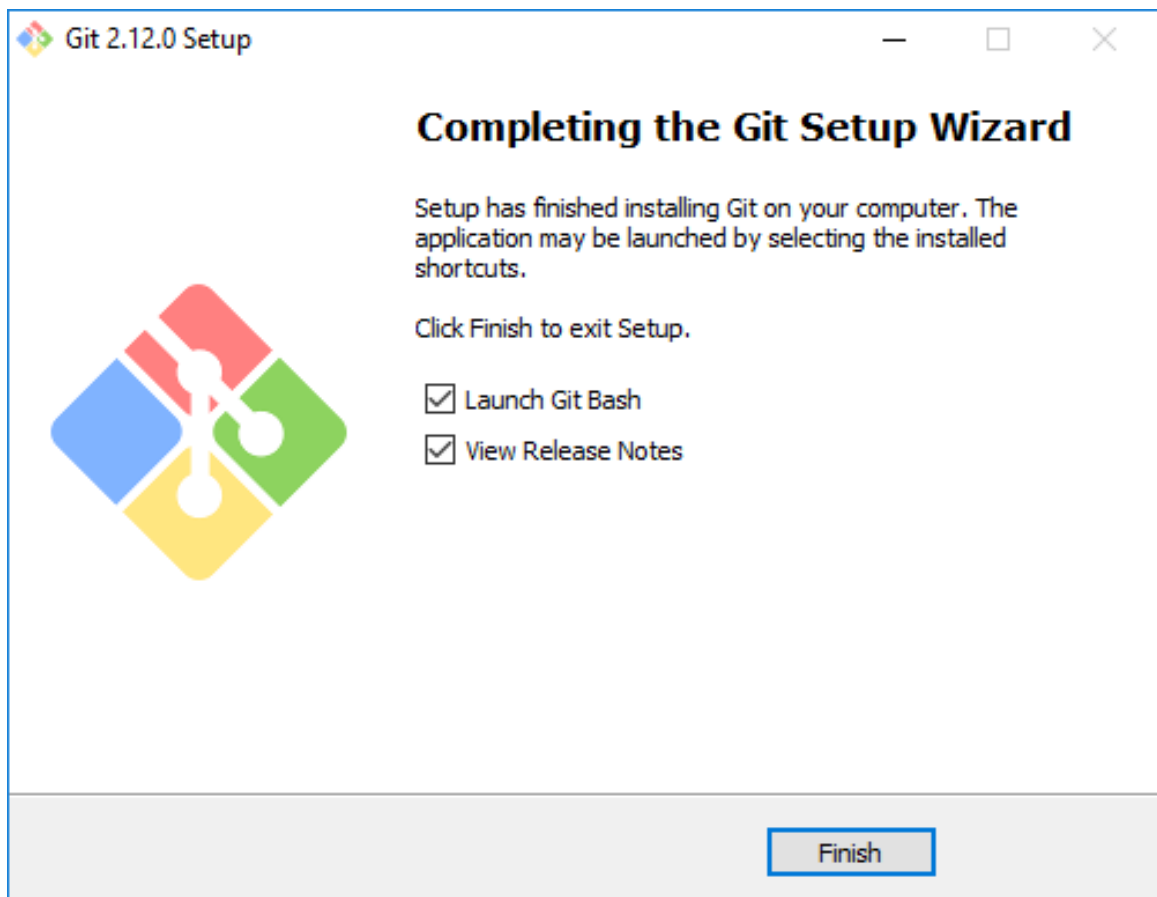 Git 2.12.0 Setup
Completing the Git Setup Wizard
Setup has finished installing Git on your computer. The
application may be launched by selecting the installed
shortcuts.
Click Finish to exit Setup.
Launch Git Bash
View Release Notes
Finish